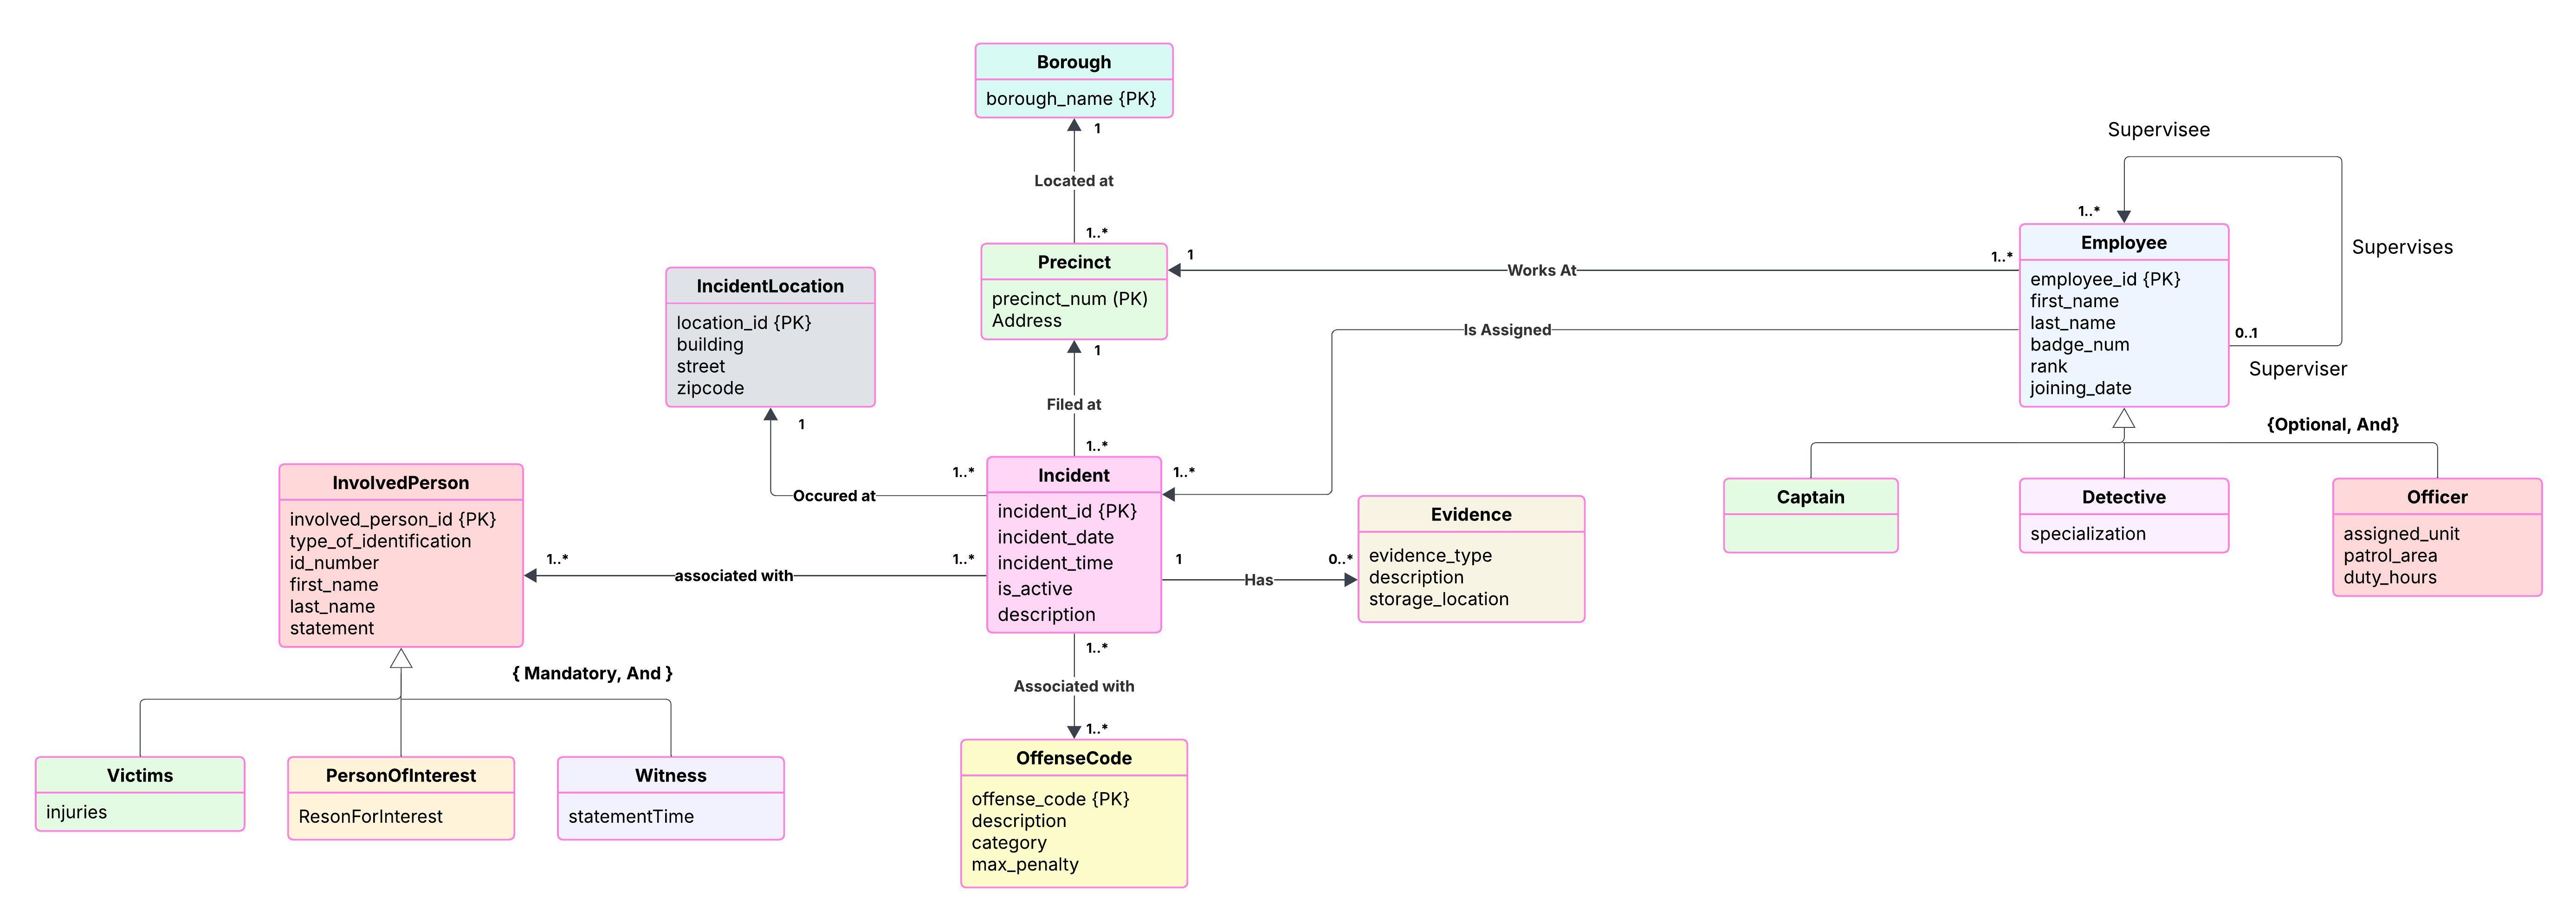 Borough
borough_name {PK}
1
Located at
1..*
Supervisee
1..*
Supervises
0..1
Superviser
Employee
employee_id {PK}
first_name
last_name
badge_num
rank
joining_date
Precinct
precinct_num (PK)
Address
1
Works At
1..*
Is Assigned
1..*
IncidentLocation
location_id {PK}
building
street
zipcode
1
Occured at
1..*
1
Filed at
1..*
{Optional, And}
Captain
Detective
specialization
Officer
assigned_unit
patrol_area
duty_hours
InvolvedPerson
involved_person_id {PK}
type_of_identification
id_number
first_name
last_name
statement
1..*
associated with
1..*
Incident
incident_id {PK}
incident_date
incident_time
is_active
description
1
Has
0..*
Evidence
evidence_type
description
storage_location
{ Mandatory, And }
1..*
Associated with
1..*
Victims
injuries
PersonOfInterest
ResonForInterest
Witness
statementTime
OffenseCode
offense_code {PK}
description
category
max_penalty